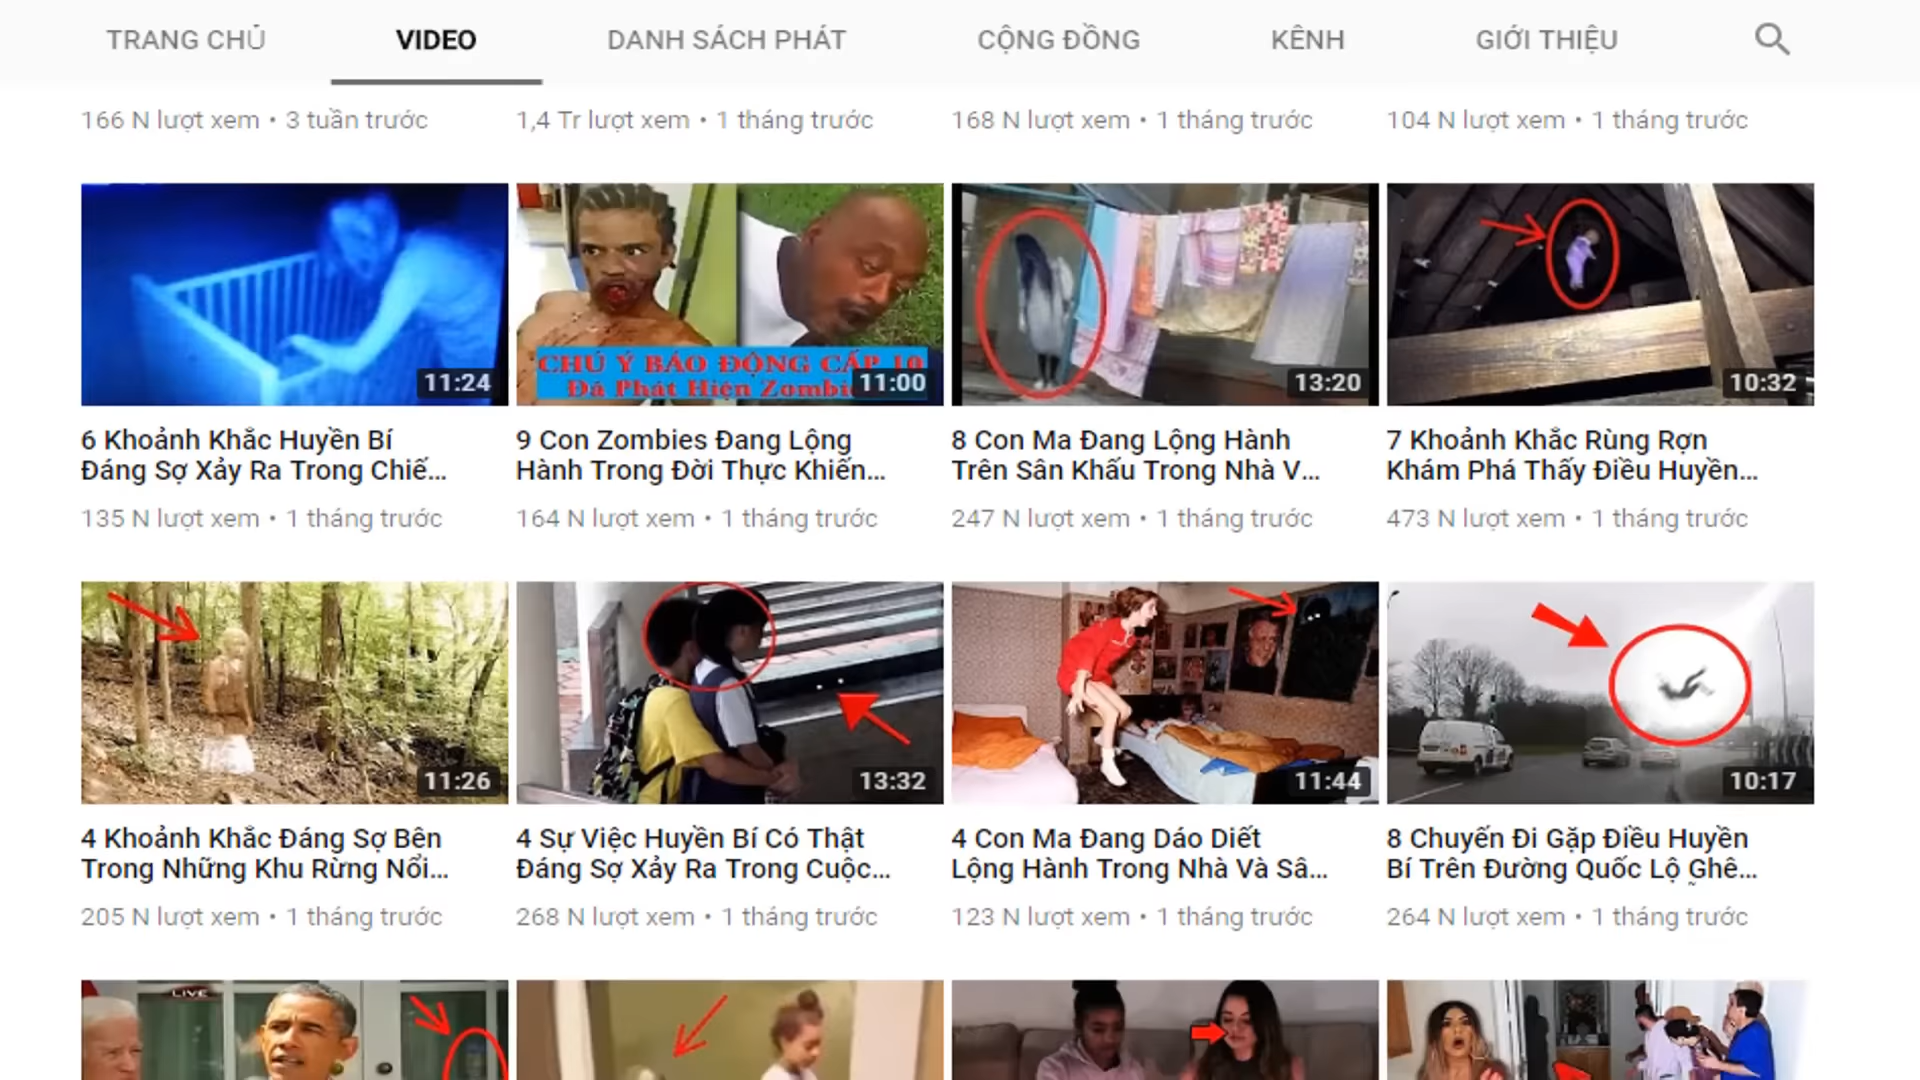 TRANG CHỦ VIDEO DANH SÁCH PHÁT CỘNG ĐỒNG KÊNH GIỚI THIỆU
166 N lượt xem • 3 tuần trước
1,4 Tr lượt xem • 1 tháng trước
168 N lượt xem • 1 tháng trước
104 N lượt xem • 1 tháng trước
11:24
CHÚ Ý BÁO ĐỘNG CẤP 10
Đã Phát Hiện
11:00
13:20
10:32
6 Khoảnh Khắc Huyền Bí
Đáng Sợ Xảy Ra Trong Chiế...
135 N lượt xem • 1 tháng trước
9 Con Zombies Đang Lộng
Hành Trong Đời Thực Khiến...
164 N lượt xem • 1 tháng trước
8 Con Ma Đang Lộng Hành
Trên Sân Khấu Trong Nhà V...
247 N lượt xem • 1 tháng trước
7 Khoảnh Khắc Rùng Rợn
Khám Phá Thấy Điều Huyền...
473 N lượt xem • 1 tháng trước
11:26
13:32
11:44
10:17
4 Khoảnh Khắc Đáng Sợ Bên
Trong Những Khu Rừng Nổi...
205 N lượt xem • 1 tháng trước
4 Sự Việc Huyền Bí Có Thật
Đáng Sợ Xảy Ra Trong Cuộc...
268 N lượt xem • 1 tháng trước
4 Con Ma Đang Dáo Diết
Lộng Hành Trong Nhà Và Sâ...
123 N lượt xem • 1 tháng trước
8 Chuyến Đi Gặp Điều Huyền
Bí Trên Đường Quốc Lộ Ghê...
264 N lượt xem • 1 tháng trước
LIVE